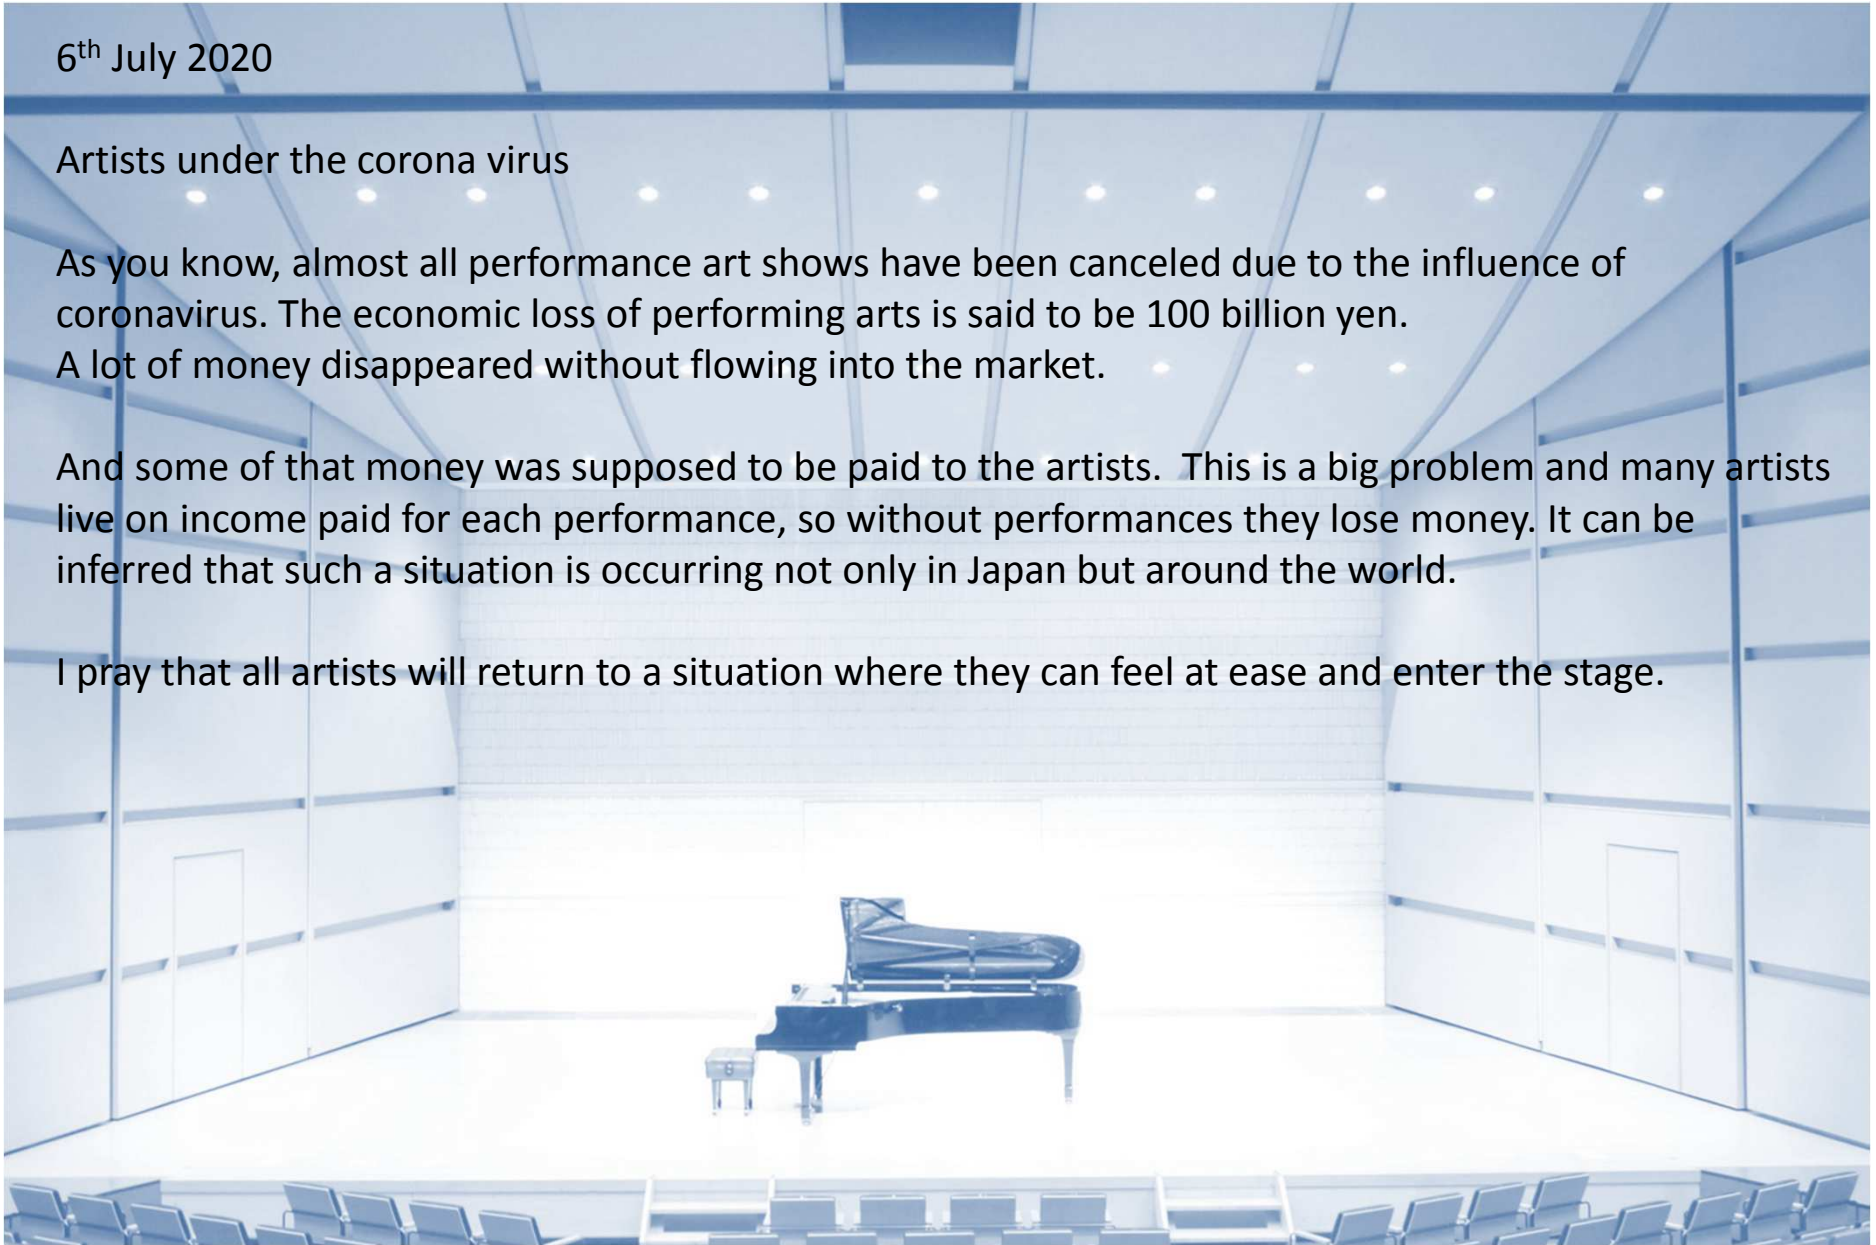 6th July 2020
Artists under the corona virus
As you know, almost all performance art shows have been canceled due to the influence of
coronavirus. The economic loss of performing arts is said to be 100 billion yen.
A lot of money disappeared without flowing into the market.
And some of that money was supposed to be paid to the artists.  This is a big problem and many artists
live on income paid for each performance, so without performances they lose money. It can be
inferred that such a situation is occurring not only in Japan but around the world.
I pray that all artists will return to a situation where they can feel at ease and enter the stage.